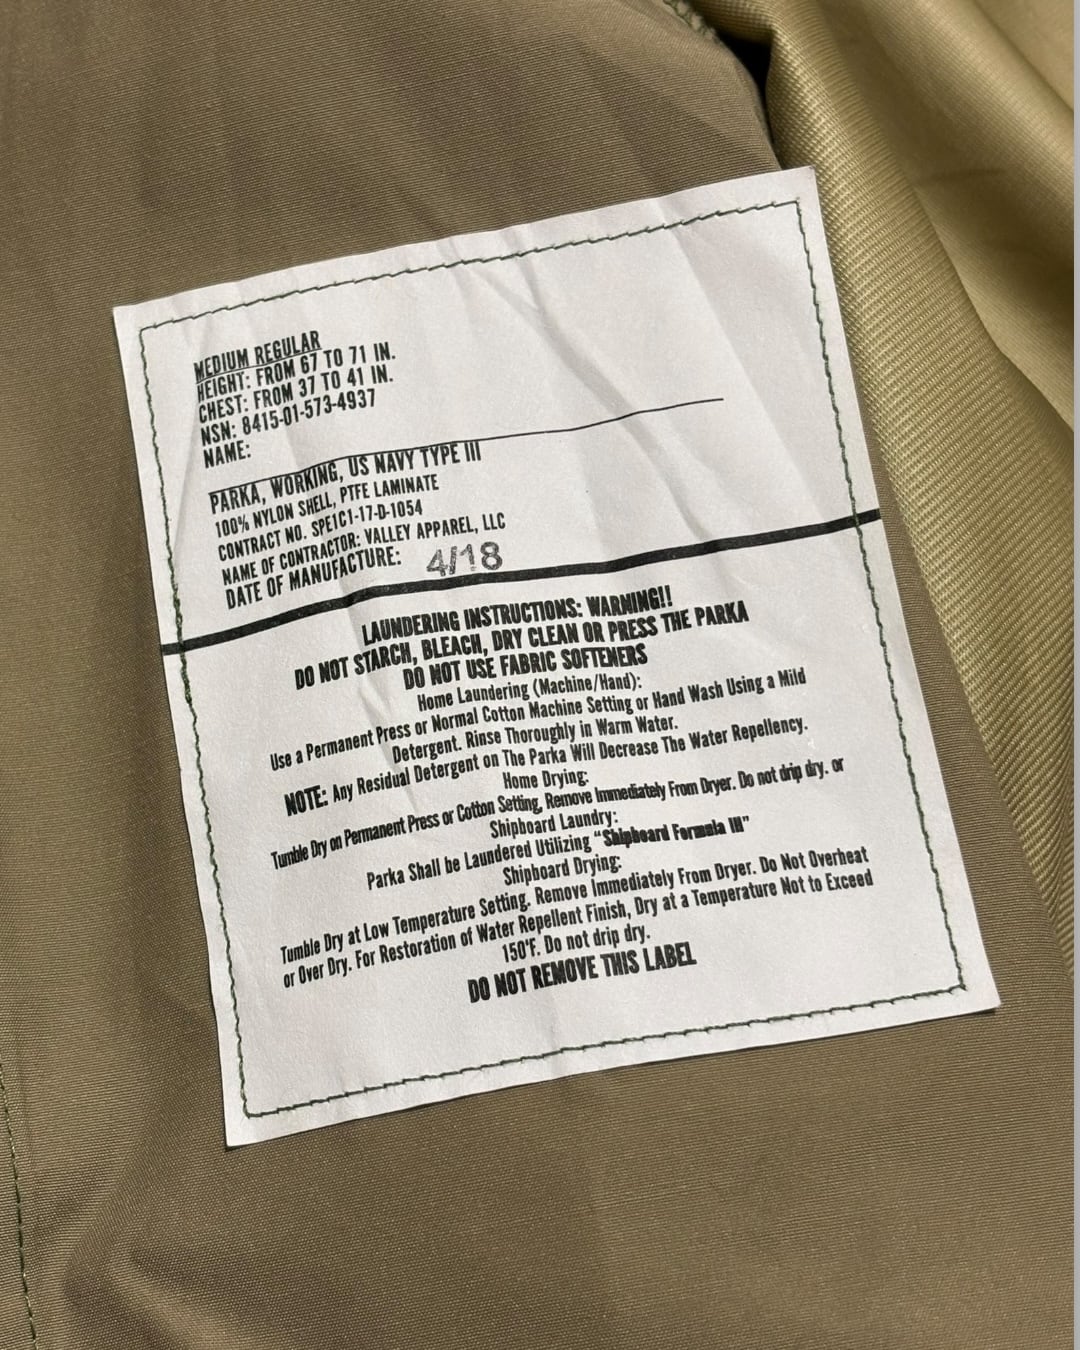 MEDIUM REGULAR
HEIGHT: FROM 67 TO 71 IN.
CHEST: FROM 37 TO 41 IN.
NSN: 8415-01-573-4937
NAME:
PARKA, WORKING, US NAVY TYPE III
100% NYLON SHELL, PTFE LAMINATE
CONTRACT NO. SPE1C1-17-D-1054
NAME OF CONTRACTOR: VALLEY APPAREL, LLC
DATE OF MANUFACTURE: 4/18
LAUNDERING INSTRUCTIONS: WARNING!!
DO NOT STARCH, BLEACH, DRY CLEAN OR PRESS THE PARKA
DO NOT USE FABRIC SOFTENERS
Home Laundering (Machine/Hand):
Use a Permanent Press or Normal Cotton Machine Setting or Hand Wash Using a Mild
Detergent. Rinse Thoroughly in Warm Water.
NOTE: Any Residual Detergent on The Parka Will Decrease The Water Repellency.
Home Drying:
Tumble Dry on Permanent Press or Cotton Setting, Remove Immediately From Dryer. Do not drip dry. or
Shipboard Laundry:
Parka Shall be Laundered Utilizing "Shipboard Formula III"
Shipboard Drying:
Tumble Dry at Low Temperature Setting. Remove Immediately From Dryer. Do Not Overheat
or Over Dry. For Restoration of Water Repellent Finish, Dry at a Temperature Not to Exceed
150°F. Do not drip dry.
DO NOT REMOVE THIS LABEL